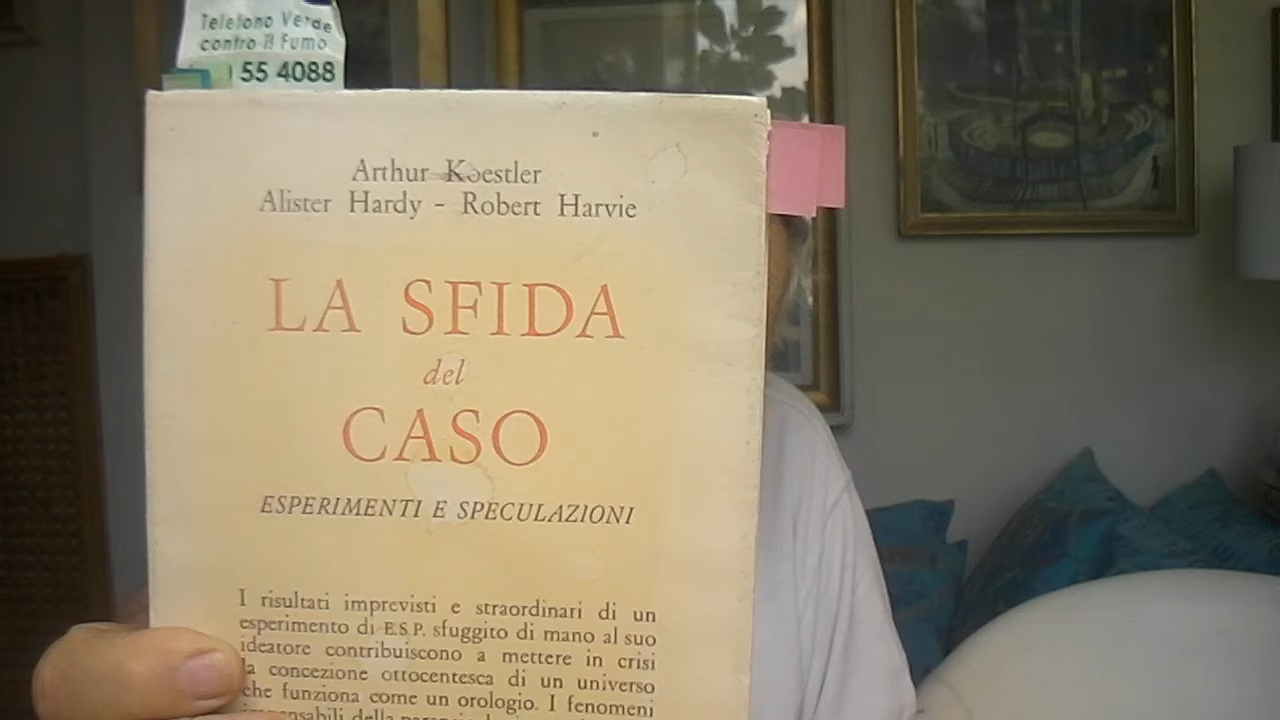 Telefono Verde
contro il fumo
55 4088
Arthur Koestler
Alister Hardy - Robert Harvie
LA SFIDA
del
CASO
ESPERIMENTI E SPECULAZIONI
I risultati imprevisti e straordinari di un
esperimento di E.S.P. sfuggito di mano al suo
ideatore contribuiscono a mettere in crisi
la concezione ottocentesca di un universo
che funziona come un orologio. I fenomeni
della